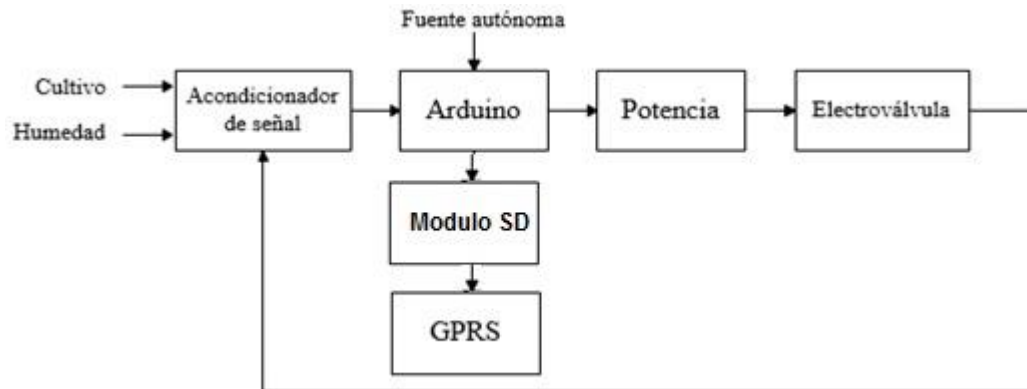 Fuente autónoma
Cultivo
Humedad
Acondicionador
de señal
Arduino
Potencia
Electroválvula
Modulo SD
GPRS